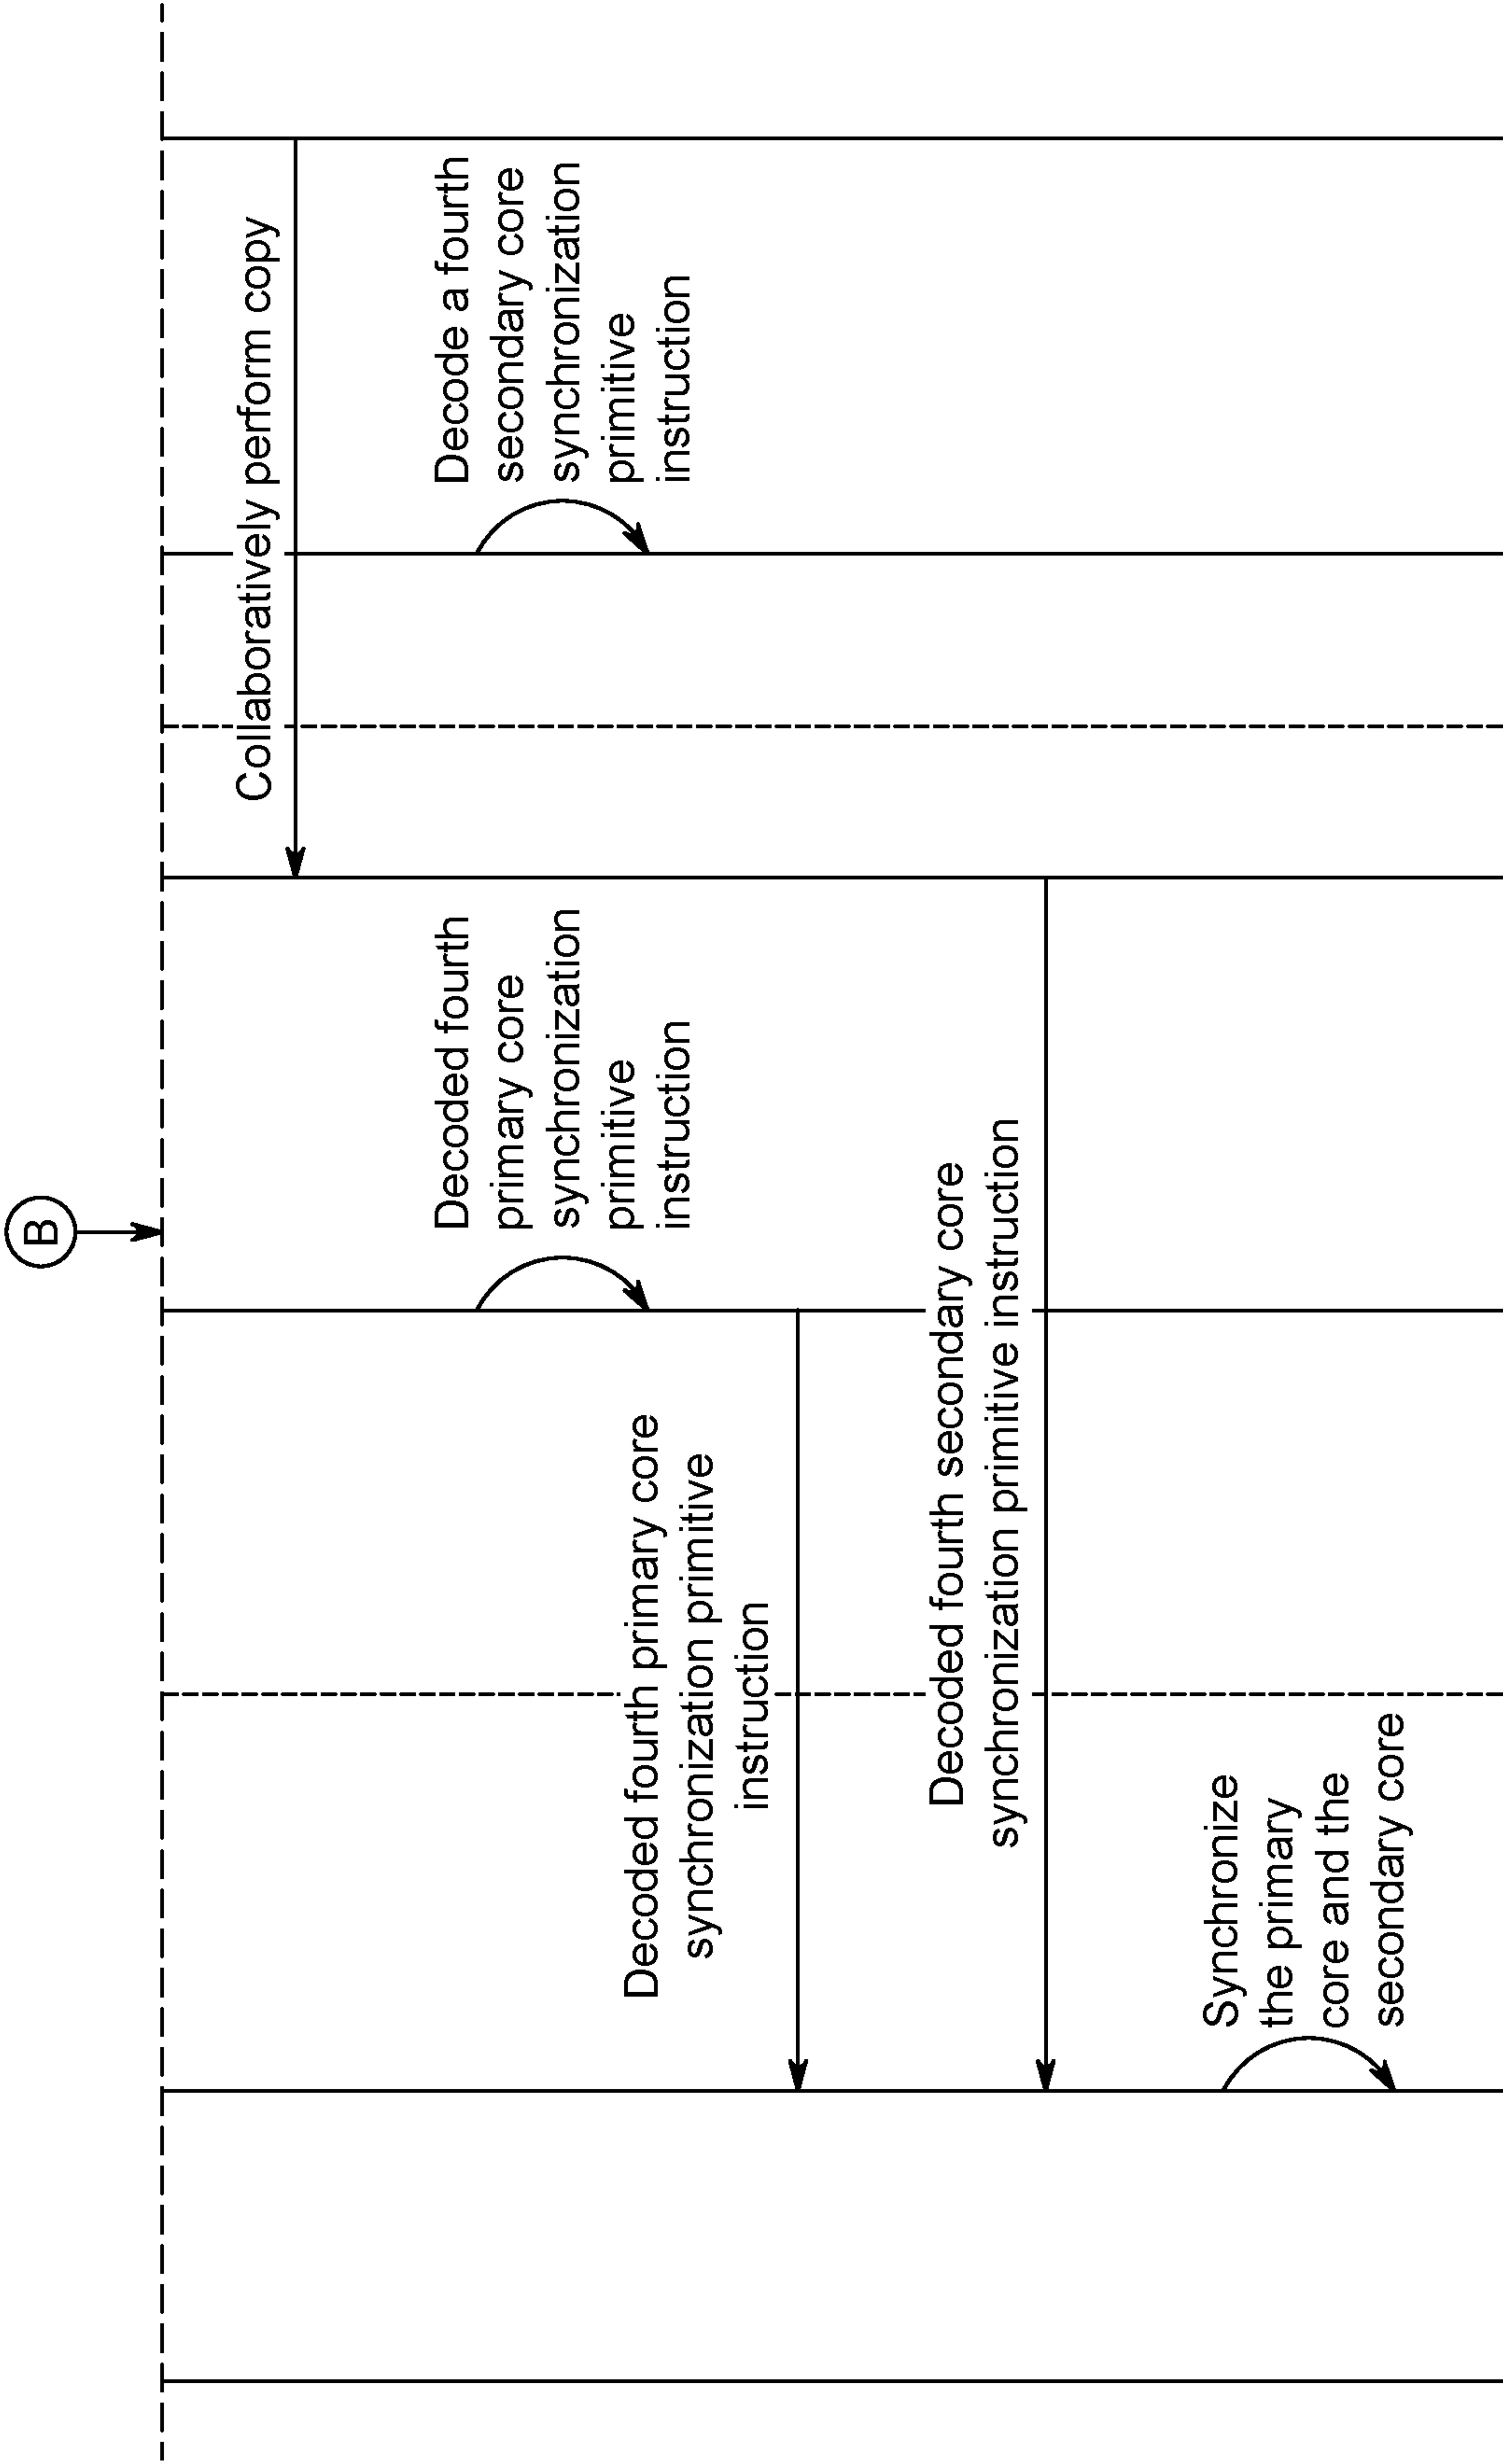 B
Collaboratively perform copy
Decoded fourth
primary core
synchronization
primitive
instruction
Decode a fourth
secondary core
synchronization
primitive
instruction
Decoded fourth primary core
synchronization primitive
instruction
Decoded fourth secondary core
synchronization primitive instruction
Synchronize
the primary
core and the
secondary core